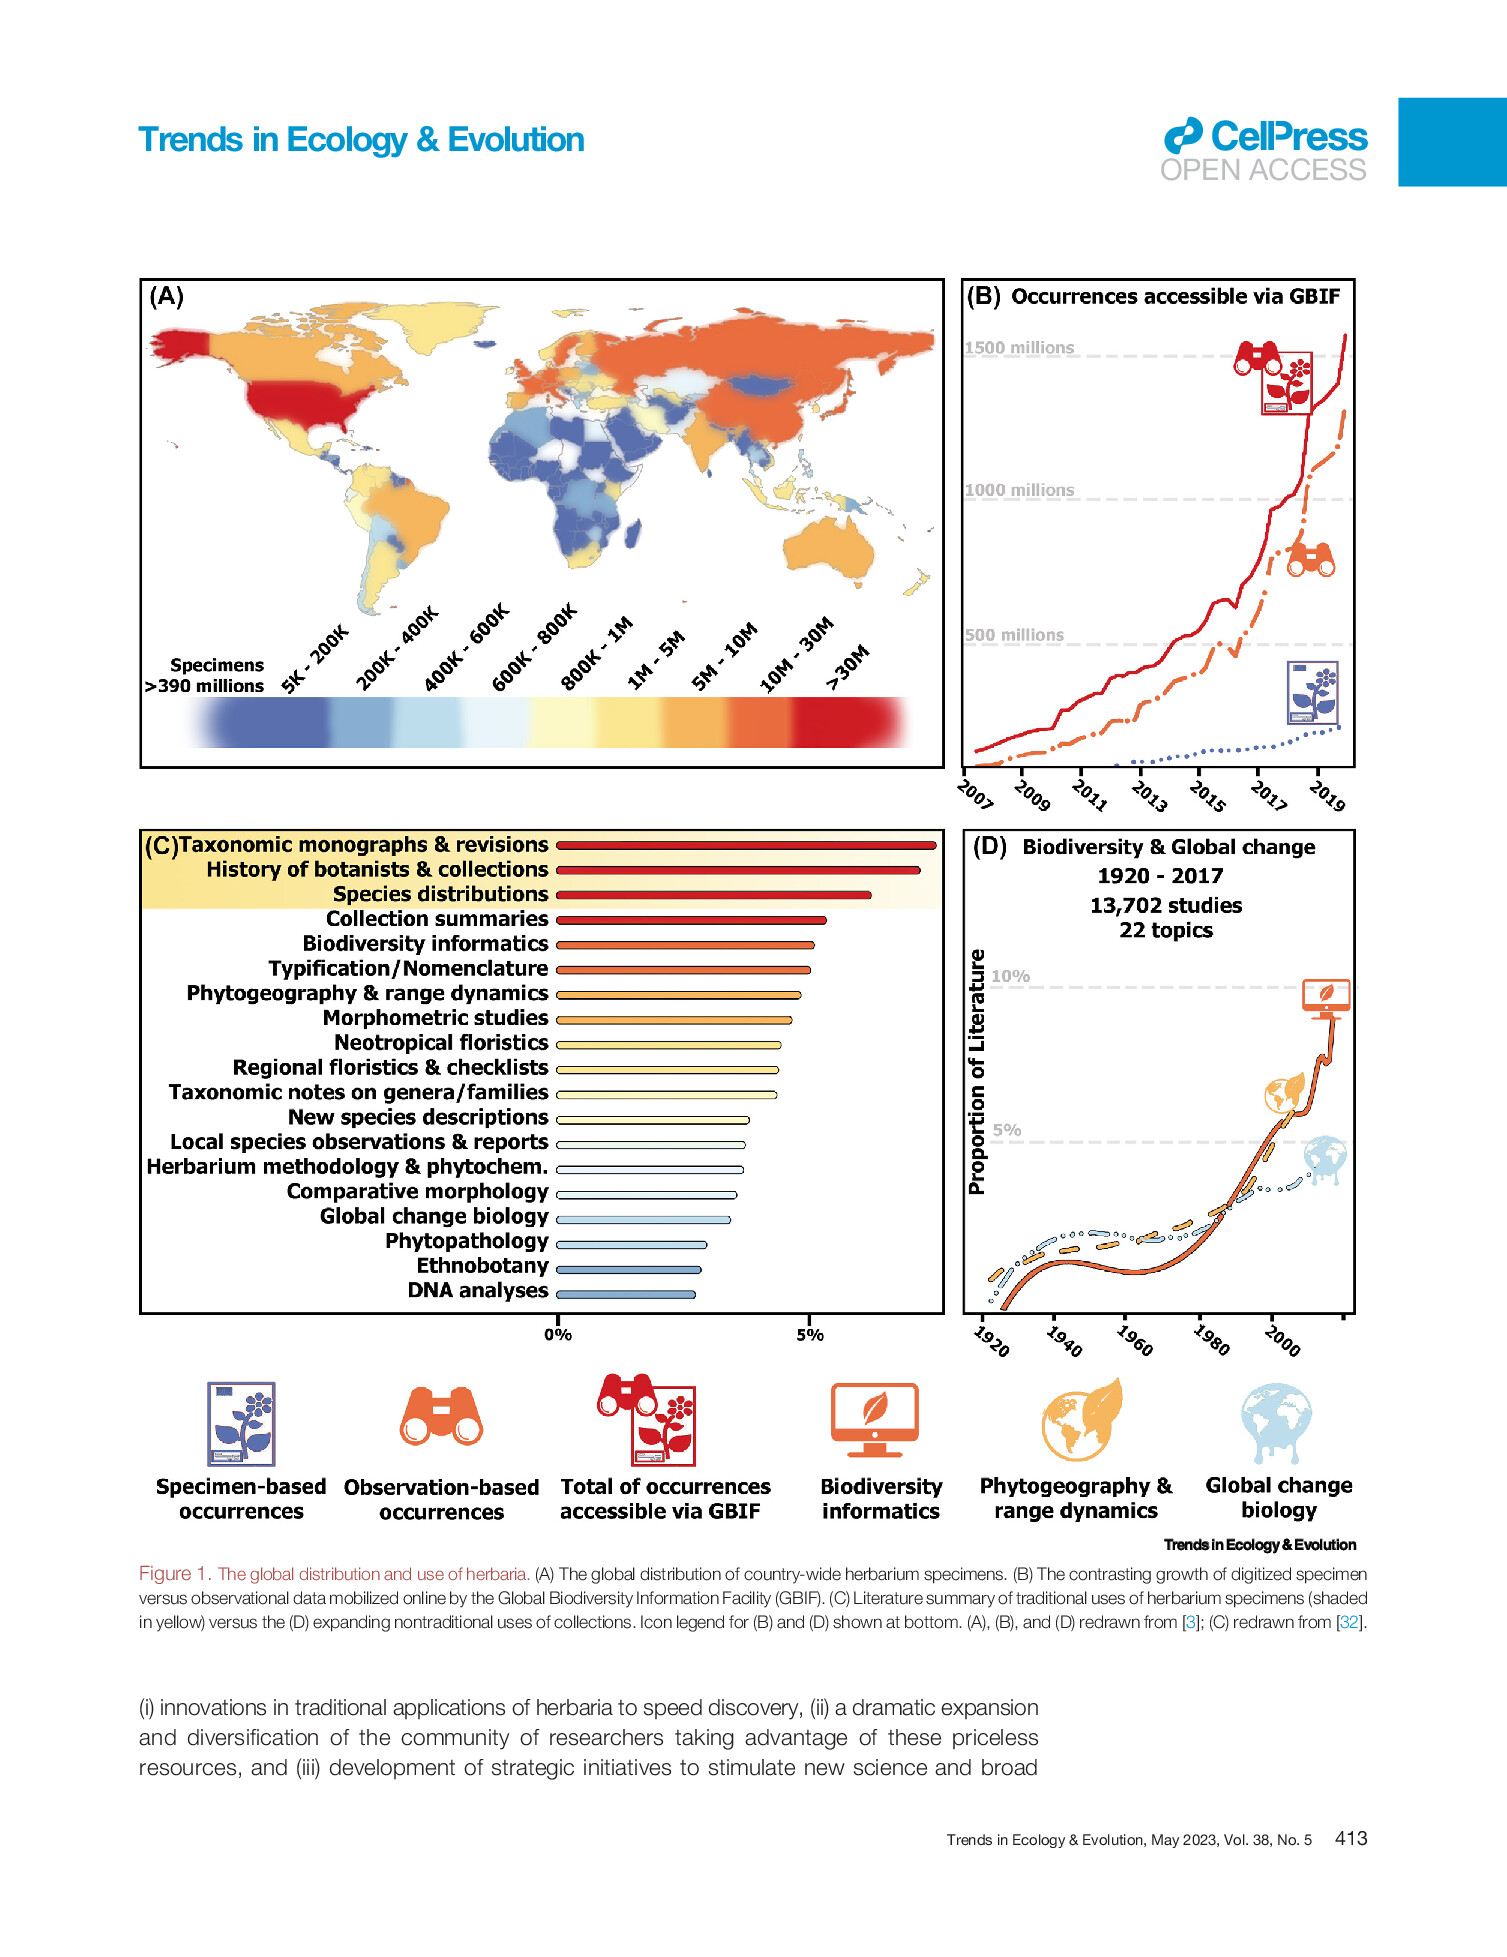 Trends in Ecology & Evolution
CellPress
OPEN ACCESS
(A)
Specimens
>390 millions
5K - 200K
200K - 400K
400K - 600K
600K - 800K
800K - 1M
1M - 5M
5M - 10M
10M - 30M
>30M
(B) Occurrences accessible via GBIF
1500 millions
1000 millions
500 millions
2007
2009
2011
2013
2015
2017
2019
(C)Taxonomic monographs & revisions
History of botanists & collections
Species distributions
Collection summaries
Biodiversity informatics
Typification/Nomenclature
Phytogeography & range dynamics
Morphometric studies
Neotropical floristics
Regional floristics & checklists
Taxonomic notes on genera/families
New species descriptions
Local species observations & reports
Herbarium methodology & phytochem.
Comparative morphology
Global change biology
Phytopathology
Ethnobotany
DNA analyses
0%
5%
(D) Biodiversity & Global change
1920 - 2017
13,702 studies
22 topics
Proportion of Literature
10%
5%
1920
1940
1960
1980
2000
Specimen-based
occurrences
Observation-based
occurrences
Total of occurrences
accessible via GBIF
Biodiversity
informatics
Phytogeography &
range dynamics
Global change
biology
Trends in Ecology & Evolution
Figure 1. The global distribution and use of herbaria. (A) The global distribution of country-wide herbarium specimens. (B) The contrasting growth of digitized specimen
versus observational data mobilized online by the Global Biodiversity Information Facility (GBIF). (C) Literature summary of traditional uses of herbarium specimens (shaded
in yellow) versus the (D) expanding nontraditional uses of collections. Icon legend for (B) and (D) shown at bottom. (A), (B), and (D) redrawn from [3]; (C) redrawn from [32].
(i) innovations in traditional applications of herbaria to speed discovery, (ii) a dramatic expansion
and diversification of the community of researchers taking advantage of these priceless
resources, and (iii) development of strategic initiatives to stimulate new science and broad
Trends in Ecology & Evolution, May 2023, Vol. 38, No. 5 413